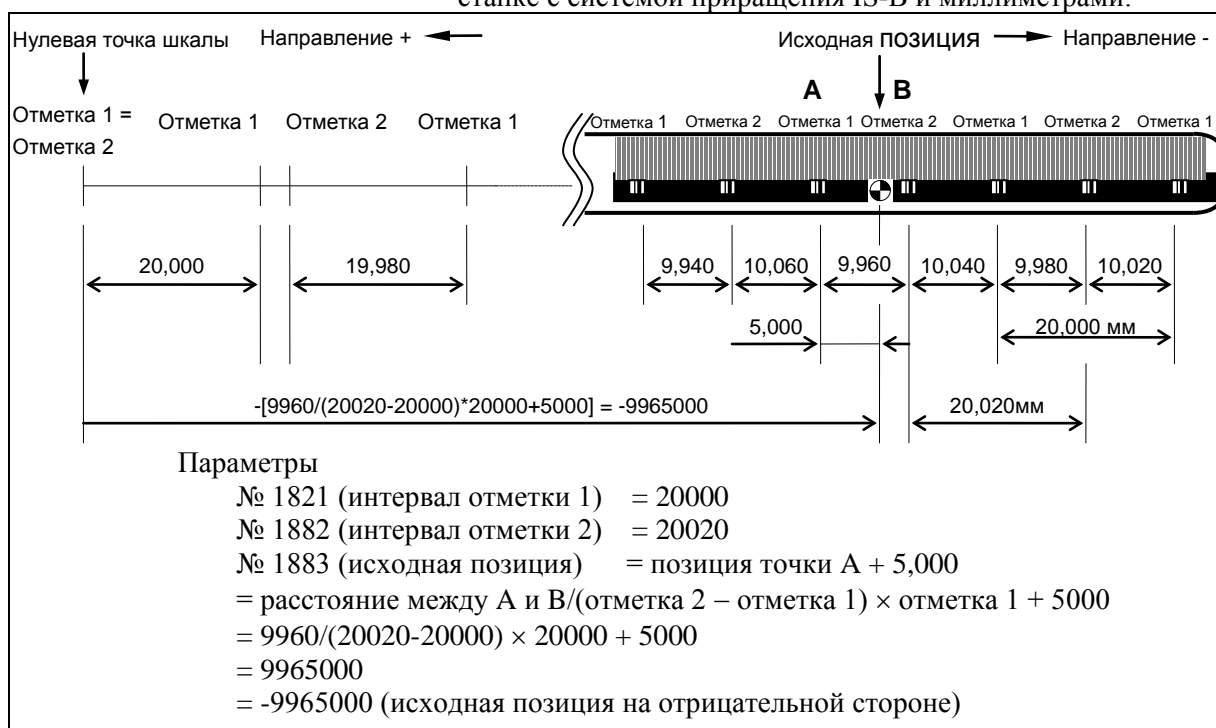 станке с системой приращения IS-B и миллиметрами.
Нулевая точка шкалы Направление + Исходная позиция Направление -
A B
Отметка 1 =
Отметка 2
Отметка 1 Отметка 2 Отметка 1
Отметка 1 Отметка 2 Отметка 1 Отметка 2 Отметка 1 Отметка 2 Отметка 1
20,000 19,980 9,940 10,060 9,960 10,040 9,980 10,020
5,000 20,000 мм
-[9960/(20020-20000)*20000+5000] = -9965000 20,020мм
Параметры
№ 1821 (интервал отметки 1) = 20000
№ 1882 (интервал отметки 2) = 20020
№ 1883 (исходная позиция) = позиция точки A + 5,000
= расстояние между A и B/(отметка 2 – отметка 1) × отметка 1 + 5000
= 9960/(20020-20000) × 20000 + 5000
= 9965000
= -9965000 (исходная позиция на отрицательной стороне)